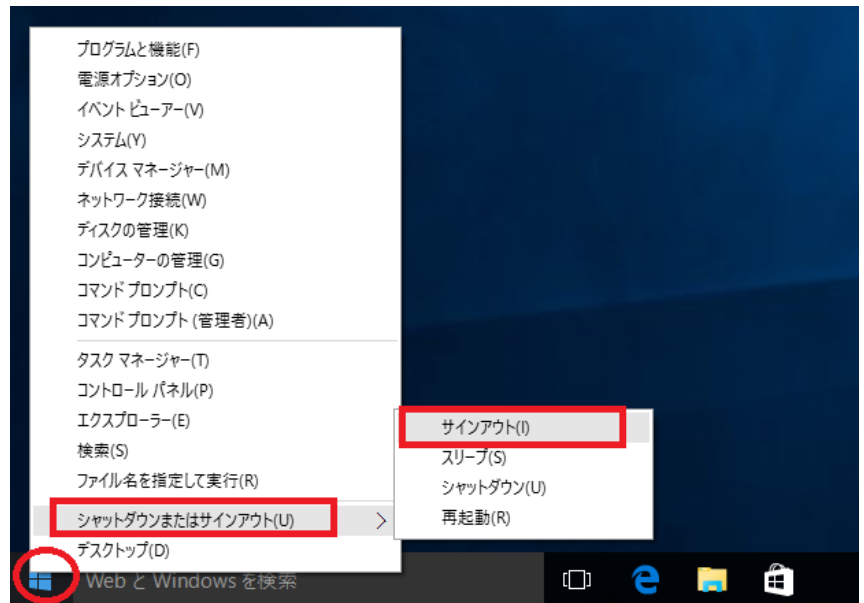 プログラムと機能(F)
電源オプション(O)
イベント ビューアー(V)
システム(Y)
デバイス マネージャー(M)
ネットワーク接続(W)
ディスクの管理(K)
コンピューターの管理(G)
コマンド プロンプト(C)
コマンド プロンプト (管理者)(A)
タスク マネージャー(T)
コントロール パネル(P)
エクスプローラー(E)
検索(S)
ファイル名を指定して実行(R)
シャットダウンまたはサインアウト(U)
デスクトップ(D)
サインアウト(I)
スリープ(S)
シャットダウン(U)
再起動(R)
Web と Windows を検索